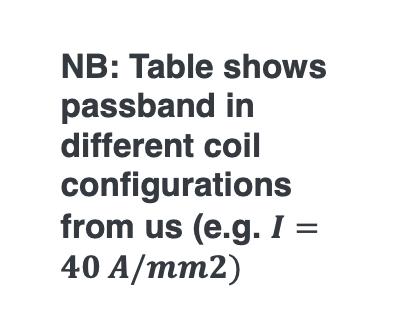 NB: Table shows
passband in
different coil
configurations
from us (e.g. I =
40 A/mm2)